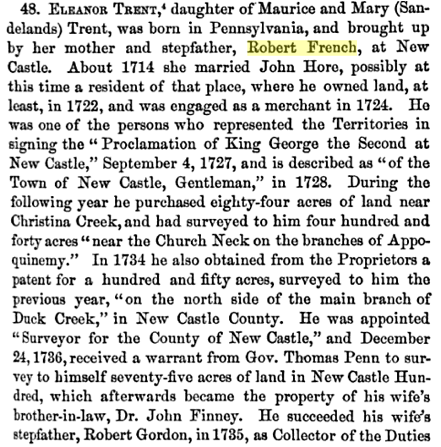 48. Eleanor Trent,⁴ daughter of Maurice and Mary (San-
delands) Trent, was born in Pennsylvania, and brought up
by her mother and stepfather, Robert French, at New
Castle. About 1714 she married John Hore, possibly at
this time a resident of that place, where he owned land, at
least, in 1722, and was engaged as a merchant in 1724. He
was one of the persons who represented the Territories in
signing the "Proclamation of King George the Second at
New Castle," September 4, 1727, and is described as "of the
Town of New Castle, Gentleman," in 1728. During the
following year he purchased eighty-four acres of land near
Christina Creek, and had surveyed to him four hundred and
forty acres "near the Church Neck on the branches of Appo-
quinemy." In 1734 he also obtained from the Proprietors a
patent for a hundred and fifty acres, surveyed to him the
previous year, "on the north side of the main branch of
Duck Creek," in New Castle County. He was appointed
"Surveyor for the County of New Castle," and December
24, 1736, received a warrant from Gov. Thomas Penn to sur-
vey to himself seventy-five acres of land in New Castle Hun-
dred, which afterwards became the property of his wife's
brother-in-law, Dr. John Finney. He succeeded his wife's
stepfather, Robert Gordon, in 1735, as Collector of the Duties